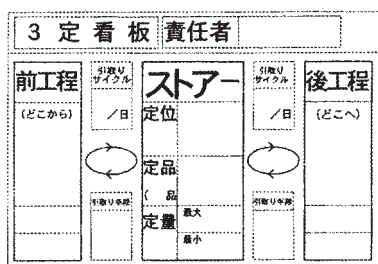 3 定看板 責任者
前工程
(どこから)
引取り
サイクル
/日
引取り手段
ストアー
定位
定品
( 品
定量
最大
最小
引取り
サイクル
/日
引取り手段
後工程
(どこへ)